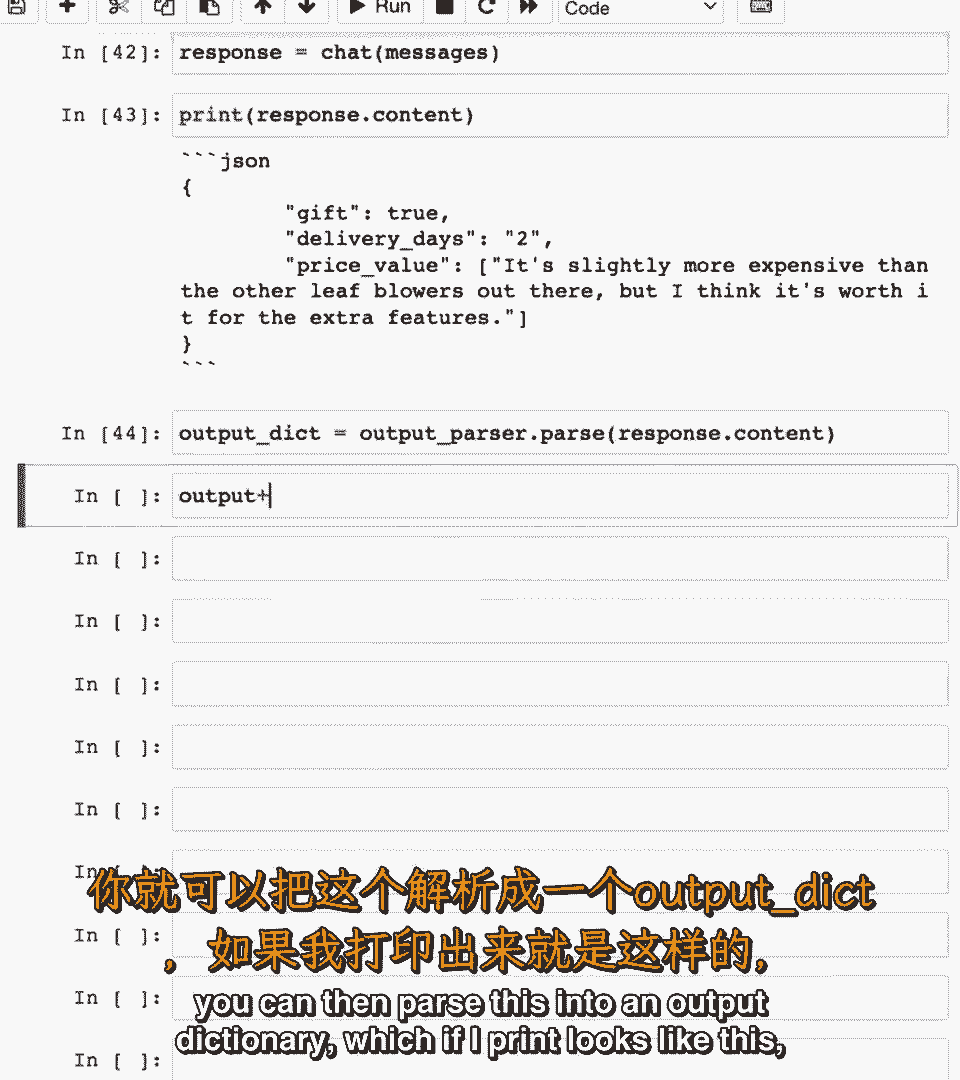 Run
Code
In [42]: response = chat(messages)
In [43]: print(response.content)
```json
{
"gift": true,
"delivery_days": "2",
"price_value": ["It's slightly more expensive than
the other leaf blowers out there, but I think it's worth i
t for the extra features."]
}
```
In [44]: output_dict = output_parser.parse(response.content)
In [ ]: output+
In [ ]:
In [ ]:
In [ ]:
In [ ]:
In [ ]:
In [ ]:
你就可以把这个解析成一个output_dict
In [ ]:
，如果我打印出来就是这样的,
In [ ]:
you can then parse this into an output
dictionary, which if I print looks like this,
In [ ]: